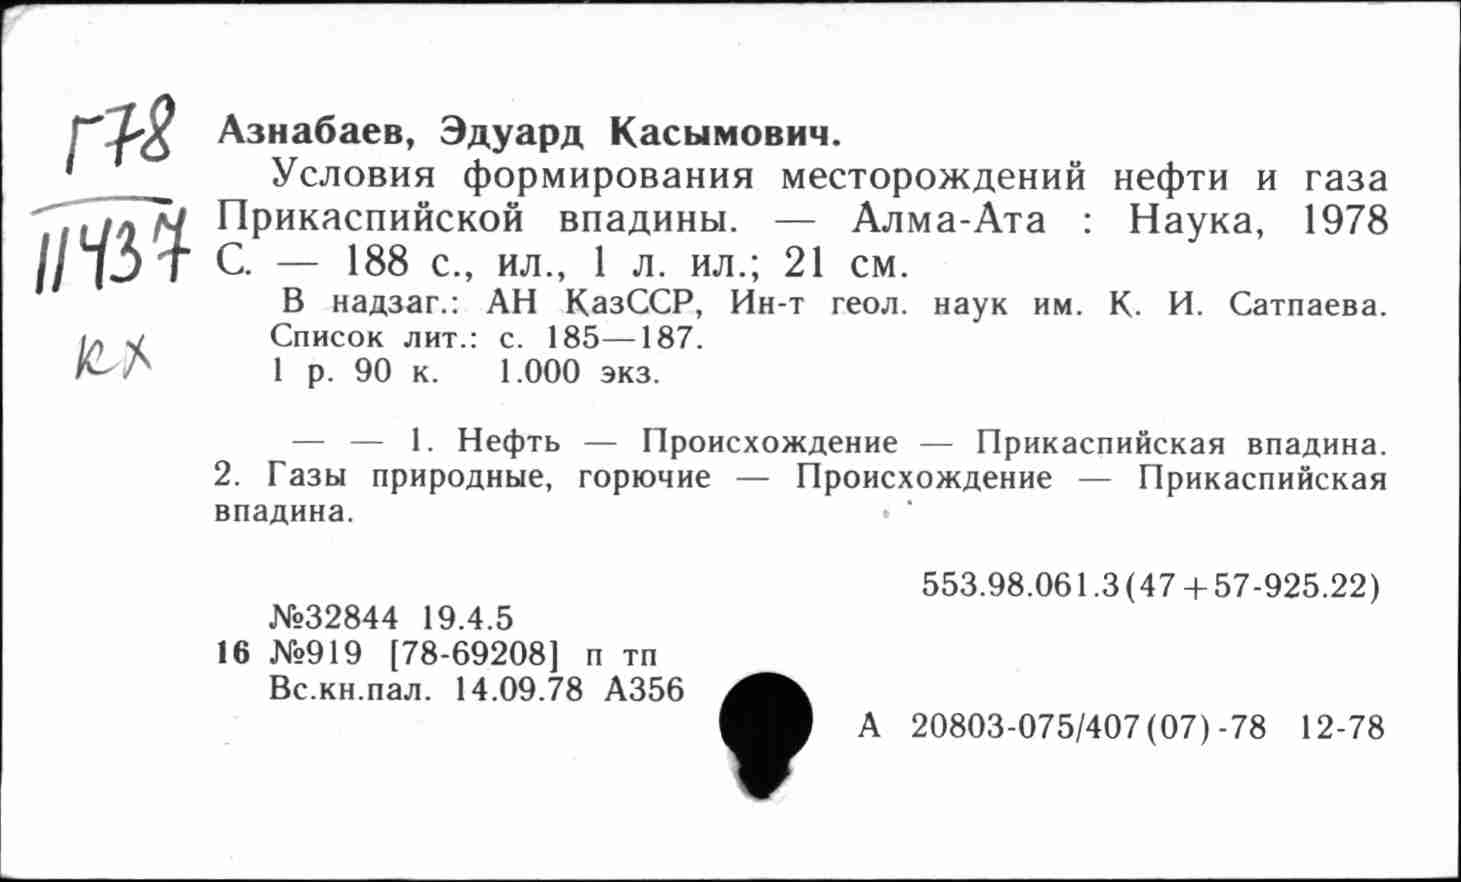 Г78
11437
кх
Азнабаев, Эдуард Касымович.
Условия формирования месторождений нефти и газа
Прикаспийской впадины. — Алма-Ата : Наука, 1978
С. — 188 с., ил., 1 л. ил.; 21 см.
В надзаг.: АН КазССР, Ин-т геол. наук им. К. И. Сатпаева.
Список лит.: с. 185—187.
1 р. 90 к. 1.000 экз.
— — 1. Нефть — Происхождение — Прикаспийская впадина.
2. Газы природные, горючие — Происхождение — Прикаспийская
впадина.
553.98.061.3(47+57-925.22)
№32844 19.4.5
16 №919 [78-69208] п тп
Вс.кн.пал. 14.09.78 А356
А 20803-075/407(07)-78 12-78